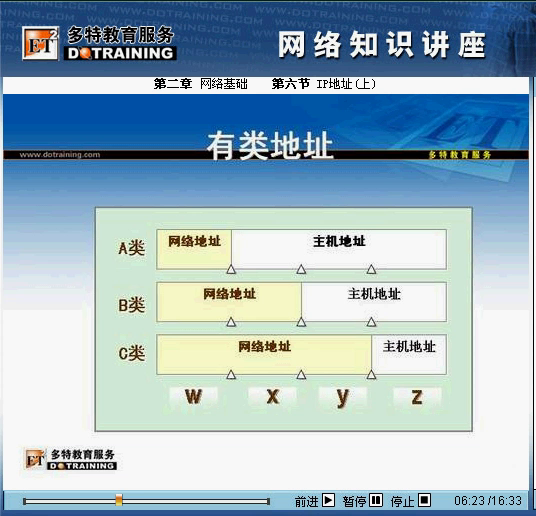 WWW.DOTRAINING.COM
ET2 多特教育服务
DOTRAINING
网络知识讲座
第二章 网络基础 第六节 IP地址(上)
有类地址
www.dotraining.com
多特教育服务
A类 网络地址 主机地址
B类 网络地址 主机地址
C类 网络地址 主机地址
w x y z
ET2 多特教育服务
DOTRAINING
前进 暂停 停止 06:23/16:33